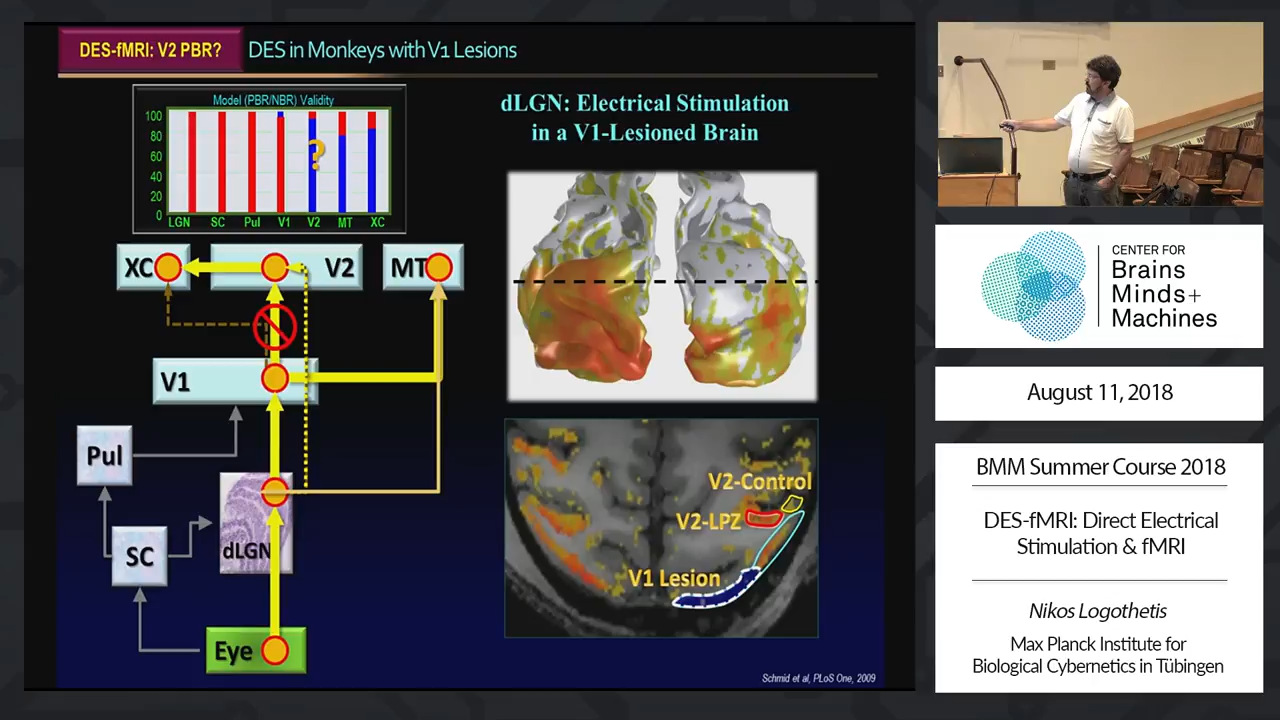 DES-fMRI: V2 PBR?
DES in Monkeys with V1 Lesions
Model (PBR/NBR) Validity
100
80
60
40
20
0
LGN SC Pul V1 V2 MT XC
?
XC
V2
MT
V1
Pul
SC
dLGN
Eye
dLGN: Electrical Stimulation
in a V1-Lesioned Brain
V2-Control
V2-LPZ
V1 Lesion
Schmid et al, PLoS One, 2009
CENTER FOR
Brains
Minds+
Machines
August 11, 2018
BMM Summer Course 2018
DES-fMRI: Direct Electrical
Stimulation & fMRI
Nikos Logothetis
Max Planck Institute for
Biological Cybernetics in Tübingen